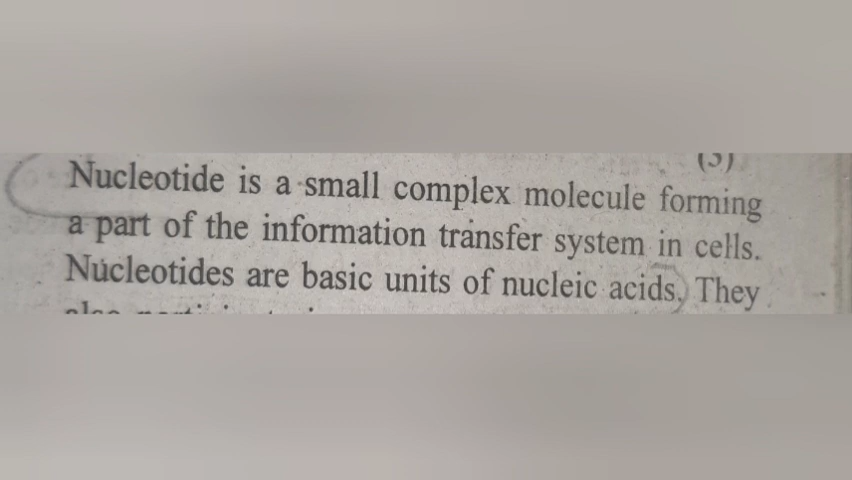 (3)
Nucleotide is a small complex molecule forming
a part of the information transfer system in cells.
Nucleotides are basic units of nucleic acids. They